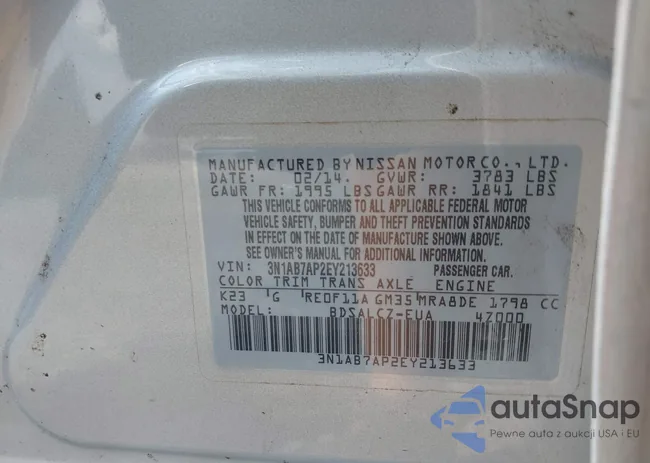 MANUFACTURED BY NISSAN MOTOR CO., LTD.
DATE: 02/14. GVWR: 3783 LBS
GAWR FR: 1995 LBS GAWR RR: 1841 LBS
THIS VEHICLE CONFORMS TO ALL APPLICABLE FEDERAL MOTOR
VEHICLE SAFETY, BUMPER AND THEFT PREVENTION STANDARDS
IN EFFECT ON THE DATE OF MANUFACTURE SHOWN ABOVE.
SEE OWNER'S MANUAL FOR ADDITIONAL INFORMATION.
VIN: 3N1AB7AP2EY213633 PASSENGER CAR.
COLOR TRIM TRANS AXLE ENGINE
K23 G RE0F11A GM35 MRA8DE 1798 CC
MODEL: BDSALCZ-EUA 4Z000
3N1AB7AP2EY213633
autaSnap
Pewne auta z aukcji USA i EU